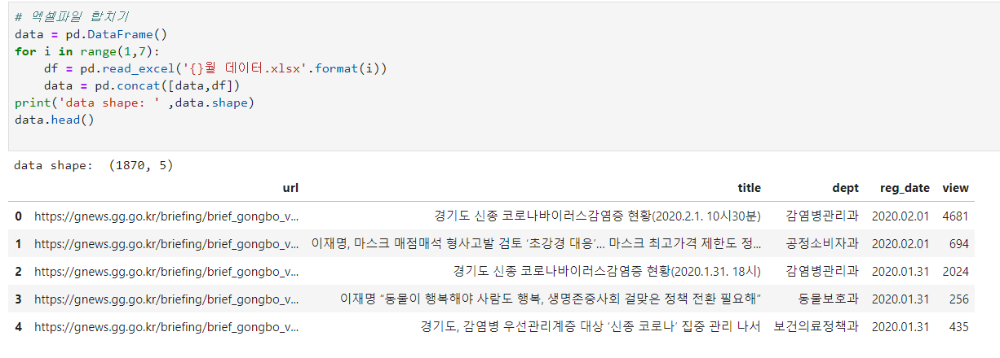 # 엑셀파일 합치기
data = pd.DataFrame()
for i in range(1,7):
    df = pd.read_excel('{}월 데이터.xlsx'.format(i))
    data = pd.concat([data,df])
print('data shape: ' ,data.shape)
data.head()
data shape:  (1870, 5)
url title dept reg_date view
0 https://gnews.gg.go.kr/briefing/brief_gongbo_v... 경기도 신종 코로나바이러스감염증 현황(2020.2.1. 10시30분) 감염병관리과 2020.02.01 4681
1 https://gnews.gg.go.kr/briefing/brief_gongbo_v... 이재명, 마스크 매점매석 형사고발 검토 ‘초강경 대응’... 마스크 최고가격 제한도 정... 공정소비자과 2020.02.01 694
2 https://gnews.gg.go.kr/briefing/brief_gongbo_v... 경기도 신종 코로나바이러스감염증 현황(2020.1.31. 18시) 감염병관리과 2020.01.31 2024
3 https://gnews.gg.go.kr/briefing/brief_gongbo_v... 이재명 “동물이 행복해야 사람도 행복, 생명존중사회 걸맞은 정책 전환 필요해” 동물보호과 2020.01.31 256
4 https://gnews.gg.go.kr/briefing/brief_gongbo_v... 경기도, 감염병 우선관리계층 대상 ‘신종 코로나’ 집중 관리 나서 보건의료정책과 2020.01.31 435